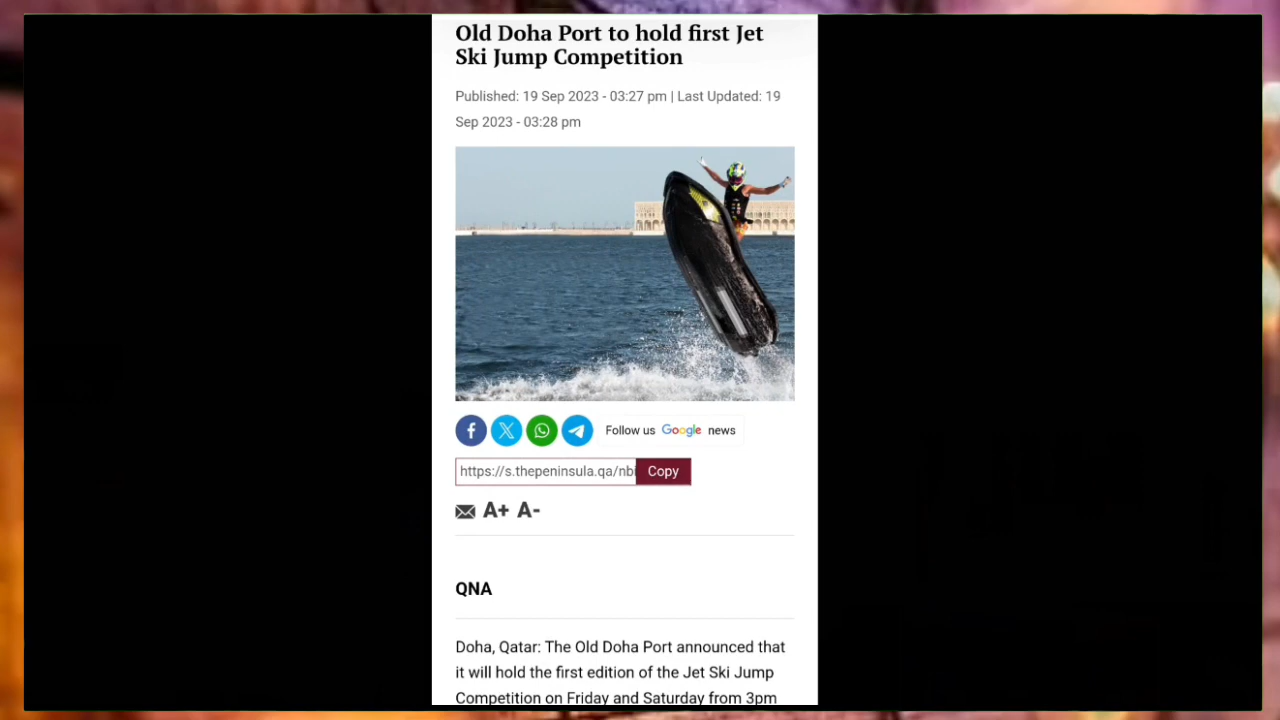 Old Doha Port to hold first Jet
Ski Jump Competition
Published: 19 Sep 2023 - 03:27 pm | Last Updated: 19
Sep 2023 - 03:28 pm
Follow us Google news
https://s.thepeninsula.qa/nb
Copy
A+ A-
QNA
Doha, Qatar: The Old Doha Port announced that
it will hold the first edition of the Jet Ski Jump
Competition on Friday and Saturday from 3pm